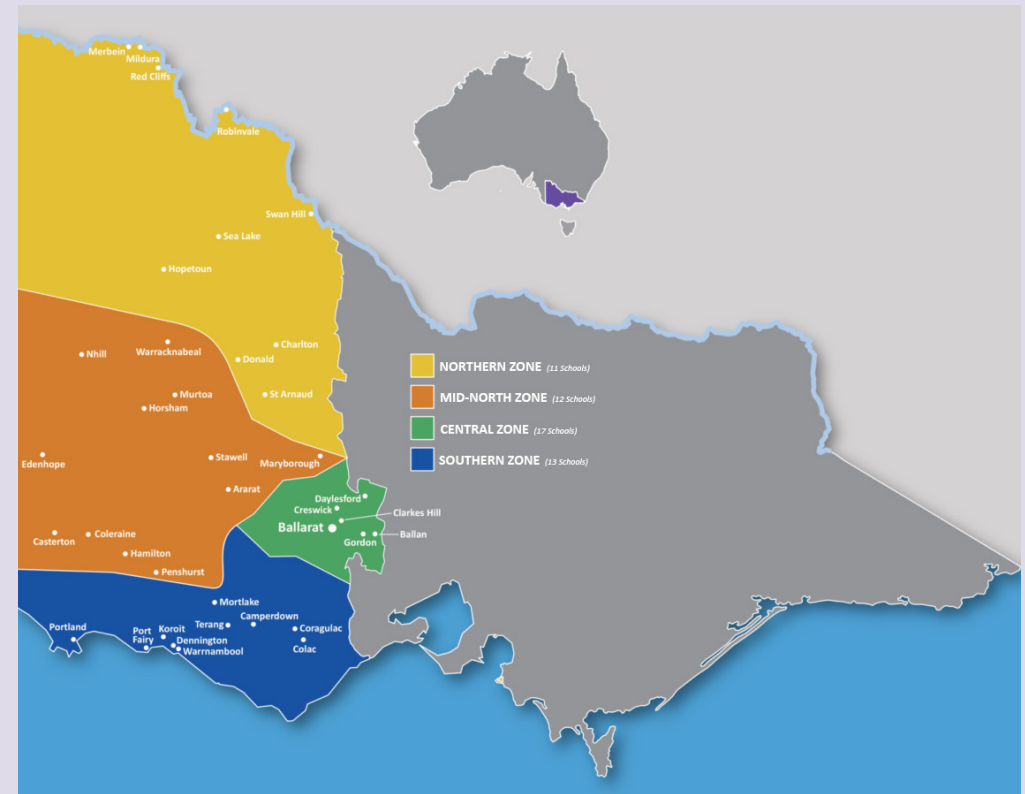 Merbein
Mildura
Red Cliffs
Robinvale
Swan Hill
Sea Lake
Hopetoun
Charlton
Warracknabeal
Nhill
Donald
Murtoa
St Arnaud
Horsham
NORTHERN ZONE (11 Schools)
MID-NORTH ZONE (12 Schools)
CENTRAL ZONE (17 Schools)
SOUTHERN ZONE (13 Schools)
Edenhope
Stawell
Maryborough
Ararat
Daylesford
Creswick
Clarkes Hill
Ballarat
Gordon
Ballan
Casterton
Coleraine
Hamilton
Penshurst
Mortlake
Camperdown
Terang
Coragulac
Colac
Portland
Port
Fairy
Koroit
Dennington
Warrnambool